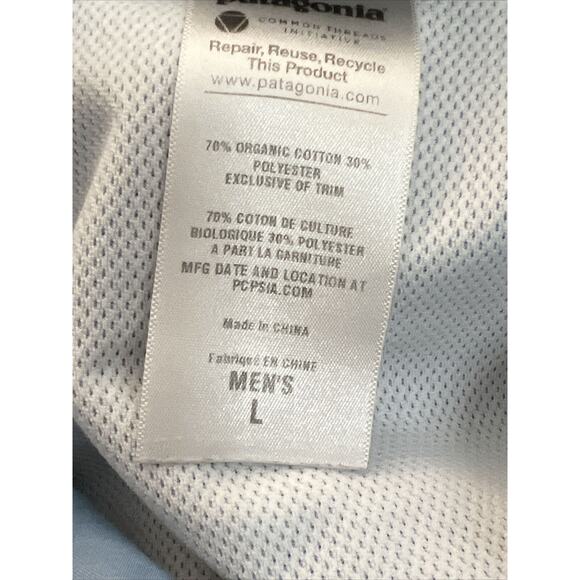 patagonia
COMMON THREADS
INITIATIVE
Repair, Reuse, Recycle
This Product
www.patagonia.com
70% ORGANIC COTTON 30%
POLYESTER
EXCLUSIVE OF TRIM
70% COTON DE CULTURE
BIOLOGIQUE 30% POLYESTER
A PART LA GARNITURE
MFG DATE AND LOCATION AT
PCPSIA.COM
Made in CHINA
Fabriqué EN CHINE
MEN'S
L